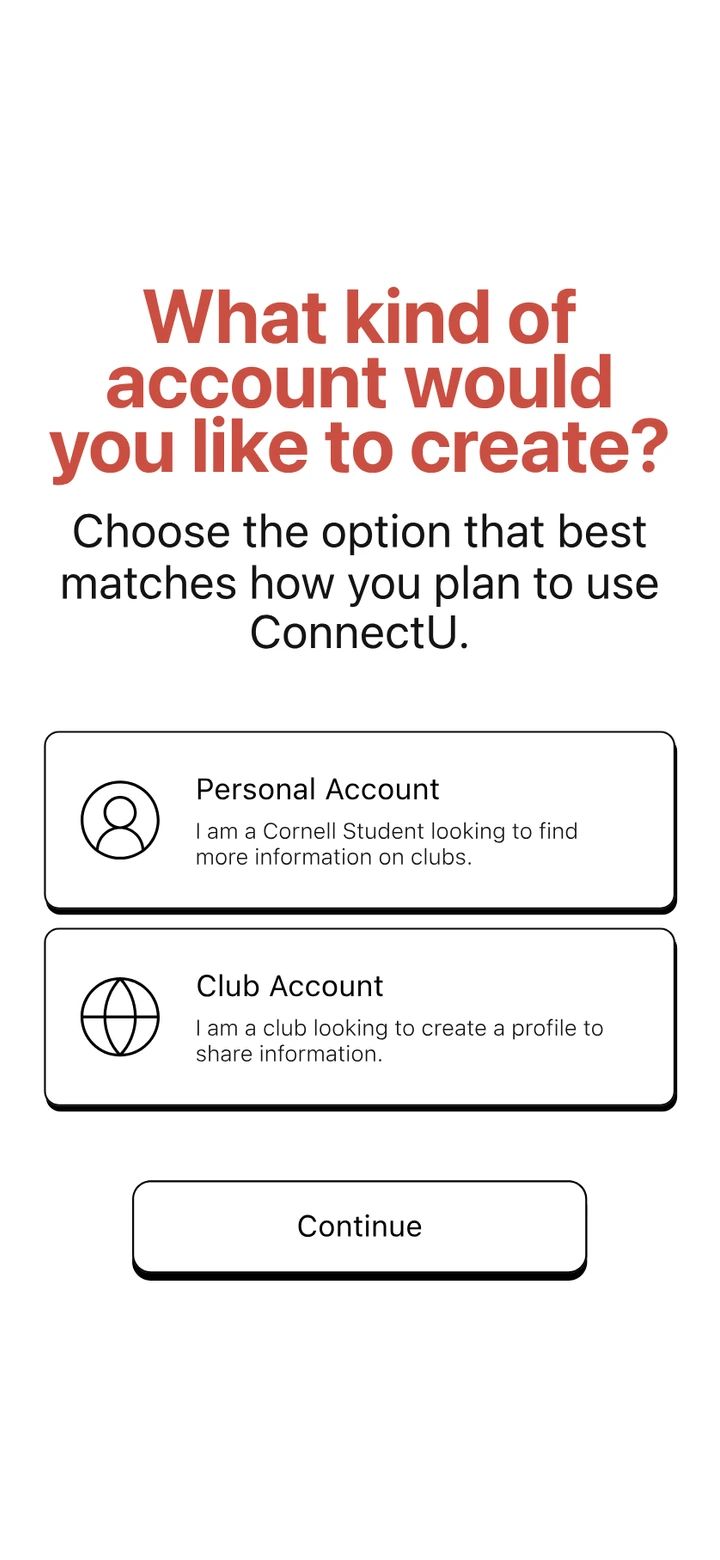 What kind of
account would
you like to create?
Choose the option that best
matches how you plan to use
ConnectU.
Personal Account
I am a Cornell Student looking to find
more information on clubs.
Club Account
I am a club looking to create a profile to
share information.
Continue